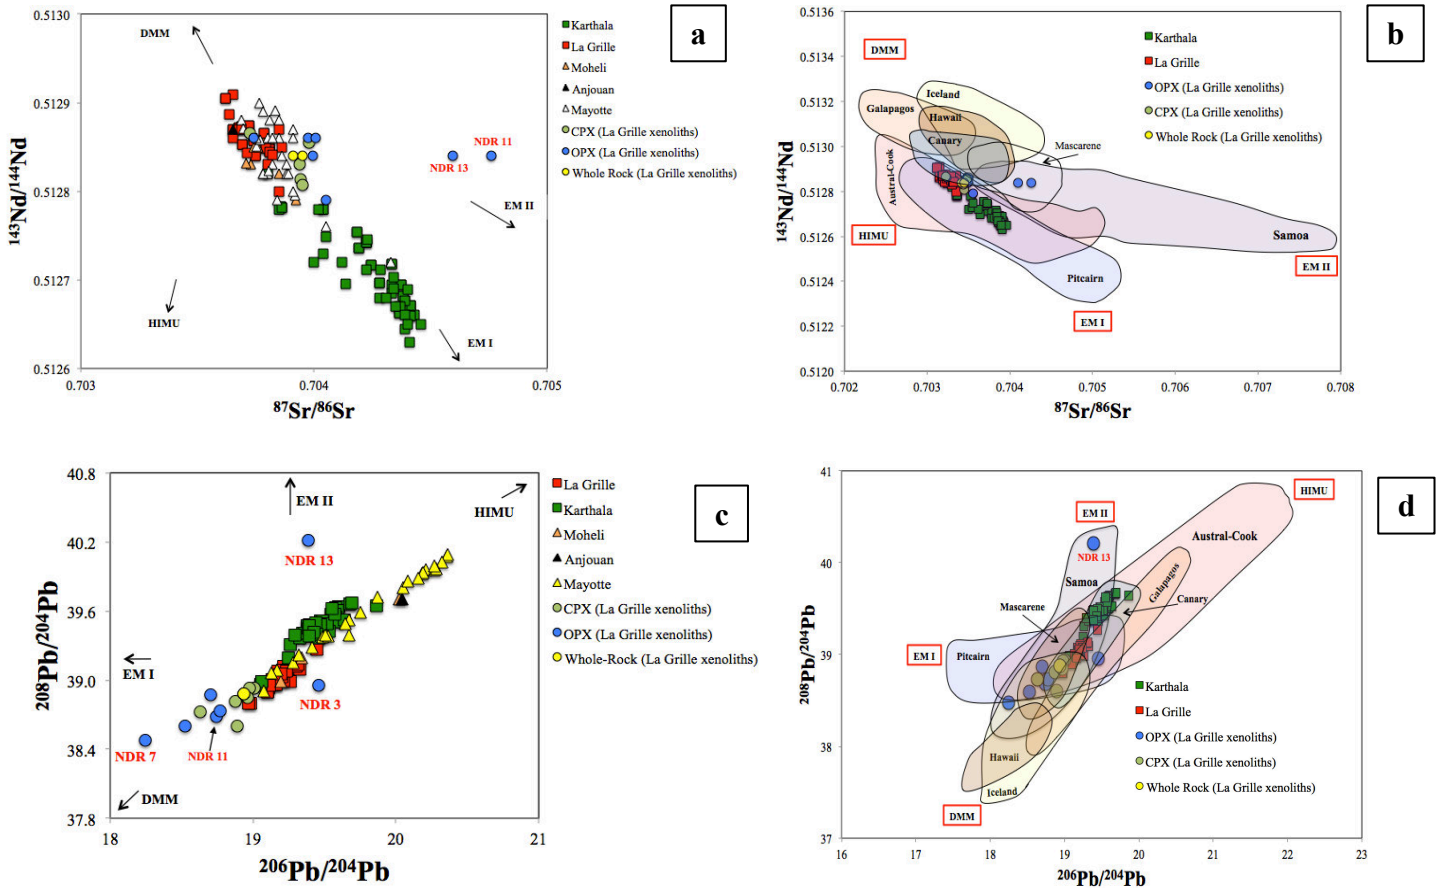 a
0.5130
0.5129
0.5128
0.5127
0.5126
¹⁴³Nd/¹⁴⁴Nd
0.703
0.704
0.705
⁸⁷Sr/⁸⁶Sr
DMM
HIMU
EM I
EM II
NDR 11
NDR 13
Karthala
La Grille
Moheli
Anjouan
Mayotte
CPX (La Grille xenoliths)
OPX (La Grille xenoliths)
Whole Rock (La Grille xenoliths)
b
0.5136
0.5134
0.5132
0.5130
0.5128
0.5126
0.5124
0.5122
0.5120
¹⁴³Nd/¹⁴⁴Nd
0.702
0.703
0.704
0.705
0.706
0.707
0.708
⁸⁷Sr/⁸⁶Sr
DMM
Galapagos
Iceland
Hawaii
Canary
Mascarene
Austral-Cook
HIMU
Samoa
EM II
Pitcairn
EM I
Karthala
La Grille
OPX (La Grille xenoliths)
CPX (La Grille xenoliths)
Whole Rock (La Grille xenoliths)
c
40.8
40.2
39.6
39.0
38.4
37.8
²⁰⁸Pb/²⁰⁴Pb
18
19
20
21
²⁰⁶Pb/²⁰⁴Pb
EM II
HIMU
NDR 13
EM I
NDR 3
NDR 7
NDR 11
DMM
La Grille
Karthala
Moheli
Anjouan
Mayotte
CPX (La Grille xenoliths)
OPX (La Grille xenoliths)
Whole-Rock (La Grille xenoliths)
d
41
40
39
38
37
²⁰⁸Pb/²⁰⁴Pb
16
17
18
19
20
21
22
23
²⁰⁶Pb/²⁰⁴Pb
HIMU
EM II
NDR 13
Austral-Cook
Samoa
Galapagos
Mascarene
Canary
EM I
Pitcairn
Hawaii
Iceland
DMM
Karthala
La Grille
OPX (La Grille xenoliths)
CPX (La Grille xenoliths)
Whole Rock (La Grille xenoliths)